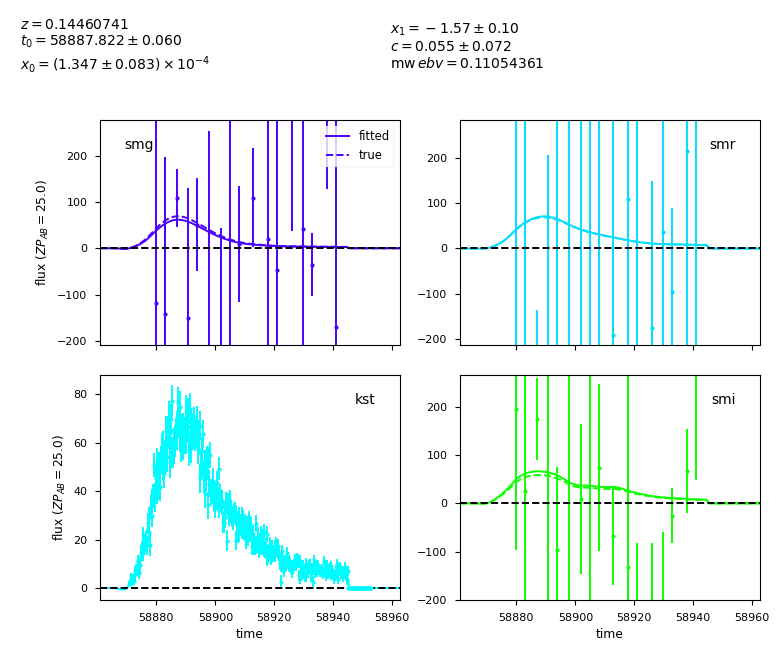 z = 0.14460741
t₀ = 58887.822 ± 0.060
x₀ = (1.347 ± 0.083) × 10⁻⁴
x₁ = −1.57 ± 0.10
c = 0.055 ± 0.072
mw ebv = 0.11054361
smg
fitted
true
200
100
0
−100
−200
flux (ZP_AB = 25.0)
smr
200
100
0
−100
−200
kst
80
60
40
20
0
flux (ZP_AB = 25.0)
58880 58900 58920 58940 58960
time
smi
200
100
0
−100
−200
58880 58900 58920 58940 58960
time